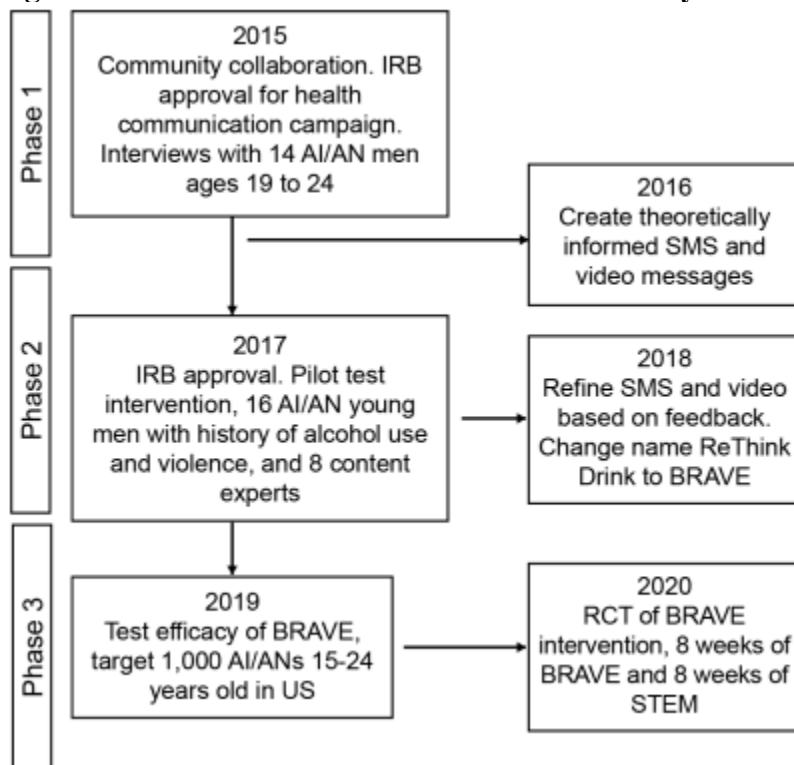 Phase 1
2015
Community collaboration. IRB
approval for health
communication campaign.
Interviews with 14 AI/AN men
ages 19 to 24
2016
Create theoretically
informed SMS and
video messages
Phase 2
2017
IRB approval. Pilot test
intervention, 16 AI/AN young
men with history of alcohol use
and violence, and 8 content
experts
2018
Refine SMS and video
based on feedback.
Change name ReThink
Drink to BRAVE
Phase 3
2019
Test efficacy of BRAVE,
target 1,000 AI/ANs 15-24
years old in US
2020
RCT of BRAVE
intervention, 8 weeks of
BRAVE and 8 weeks of
STEM